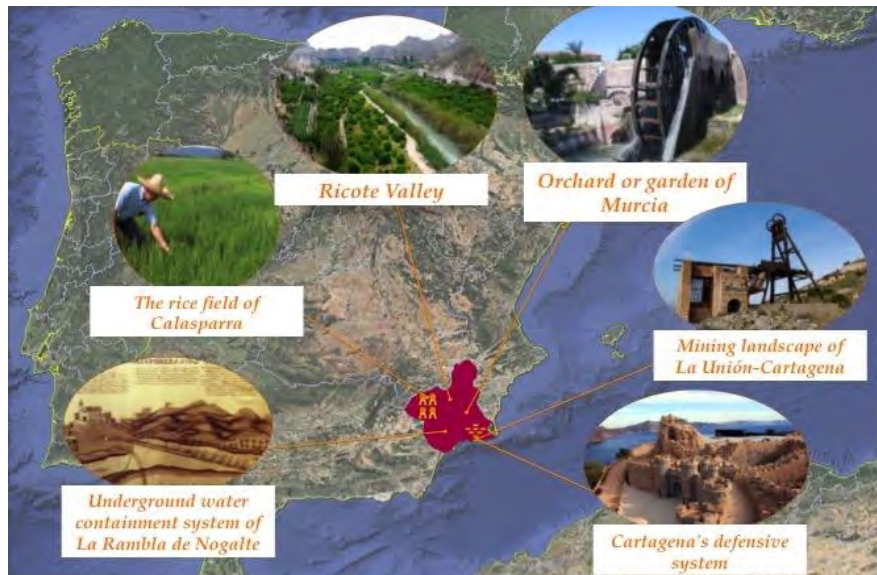 Ricote Valley
Orchard or garden of
Murcia
The rice field of
Calasparra
Mining landscape of
La Unión-Cartagena
Underground water
containment system of
La Rambla de Nogalte
Cartagena's defensive
system